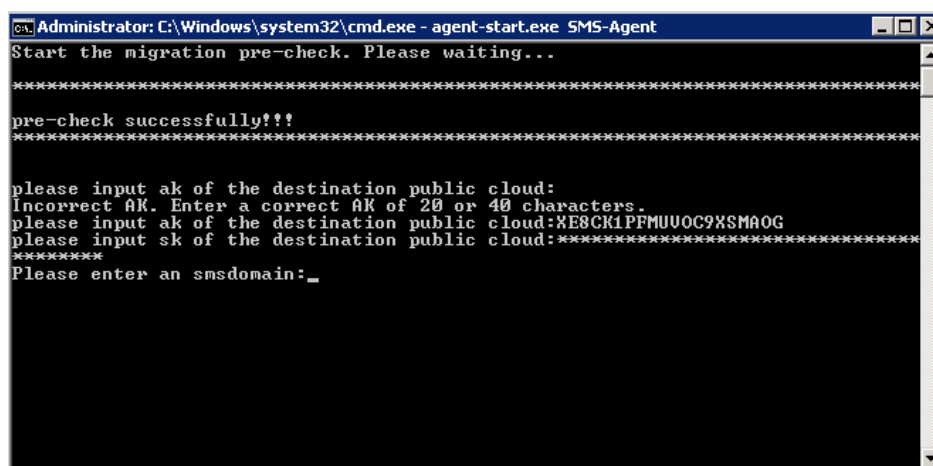 Administrator: C:\Windows\system32\cmd.exe - agent-start.exe SMS-Agent
Start the migration pre-check. Please waiting...
*******************************************************************************
pre-check successfully!!!
*******************************************************************************
please input ak of the destination public cloud:
Incorrect AK. Enter a correct AK of 20 or 40 characters.
please input ak of the destination public cloud:XE8CK1PFMUVOC9XSMAOG
please input sk of the destination public cloud:********************************
********
Please enter an smsdomain:_